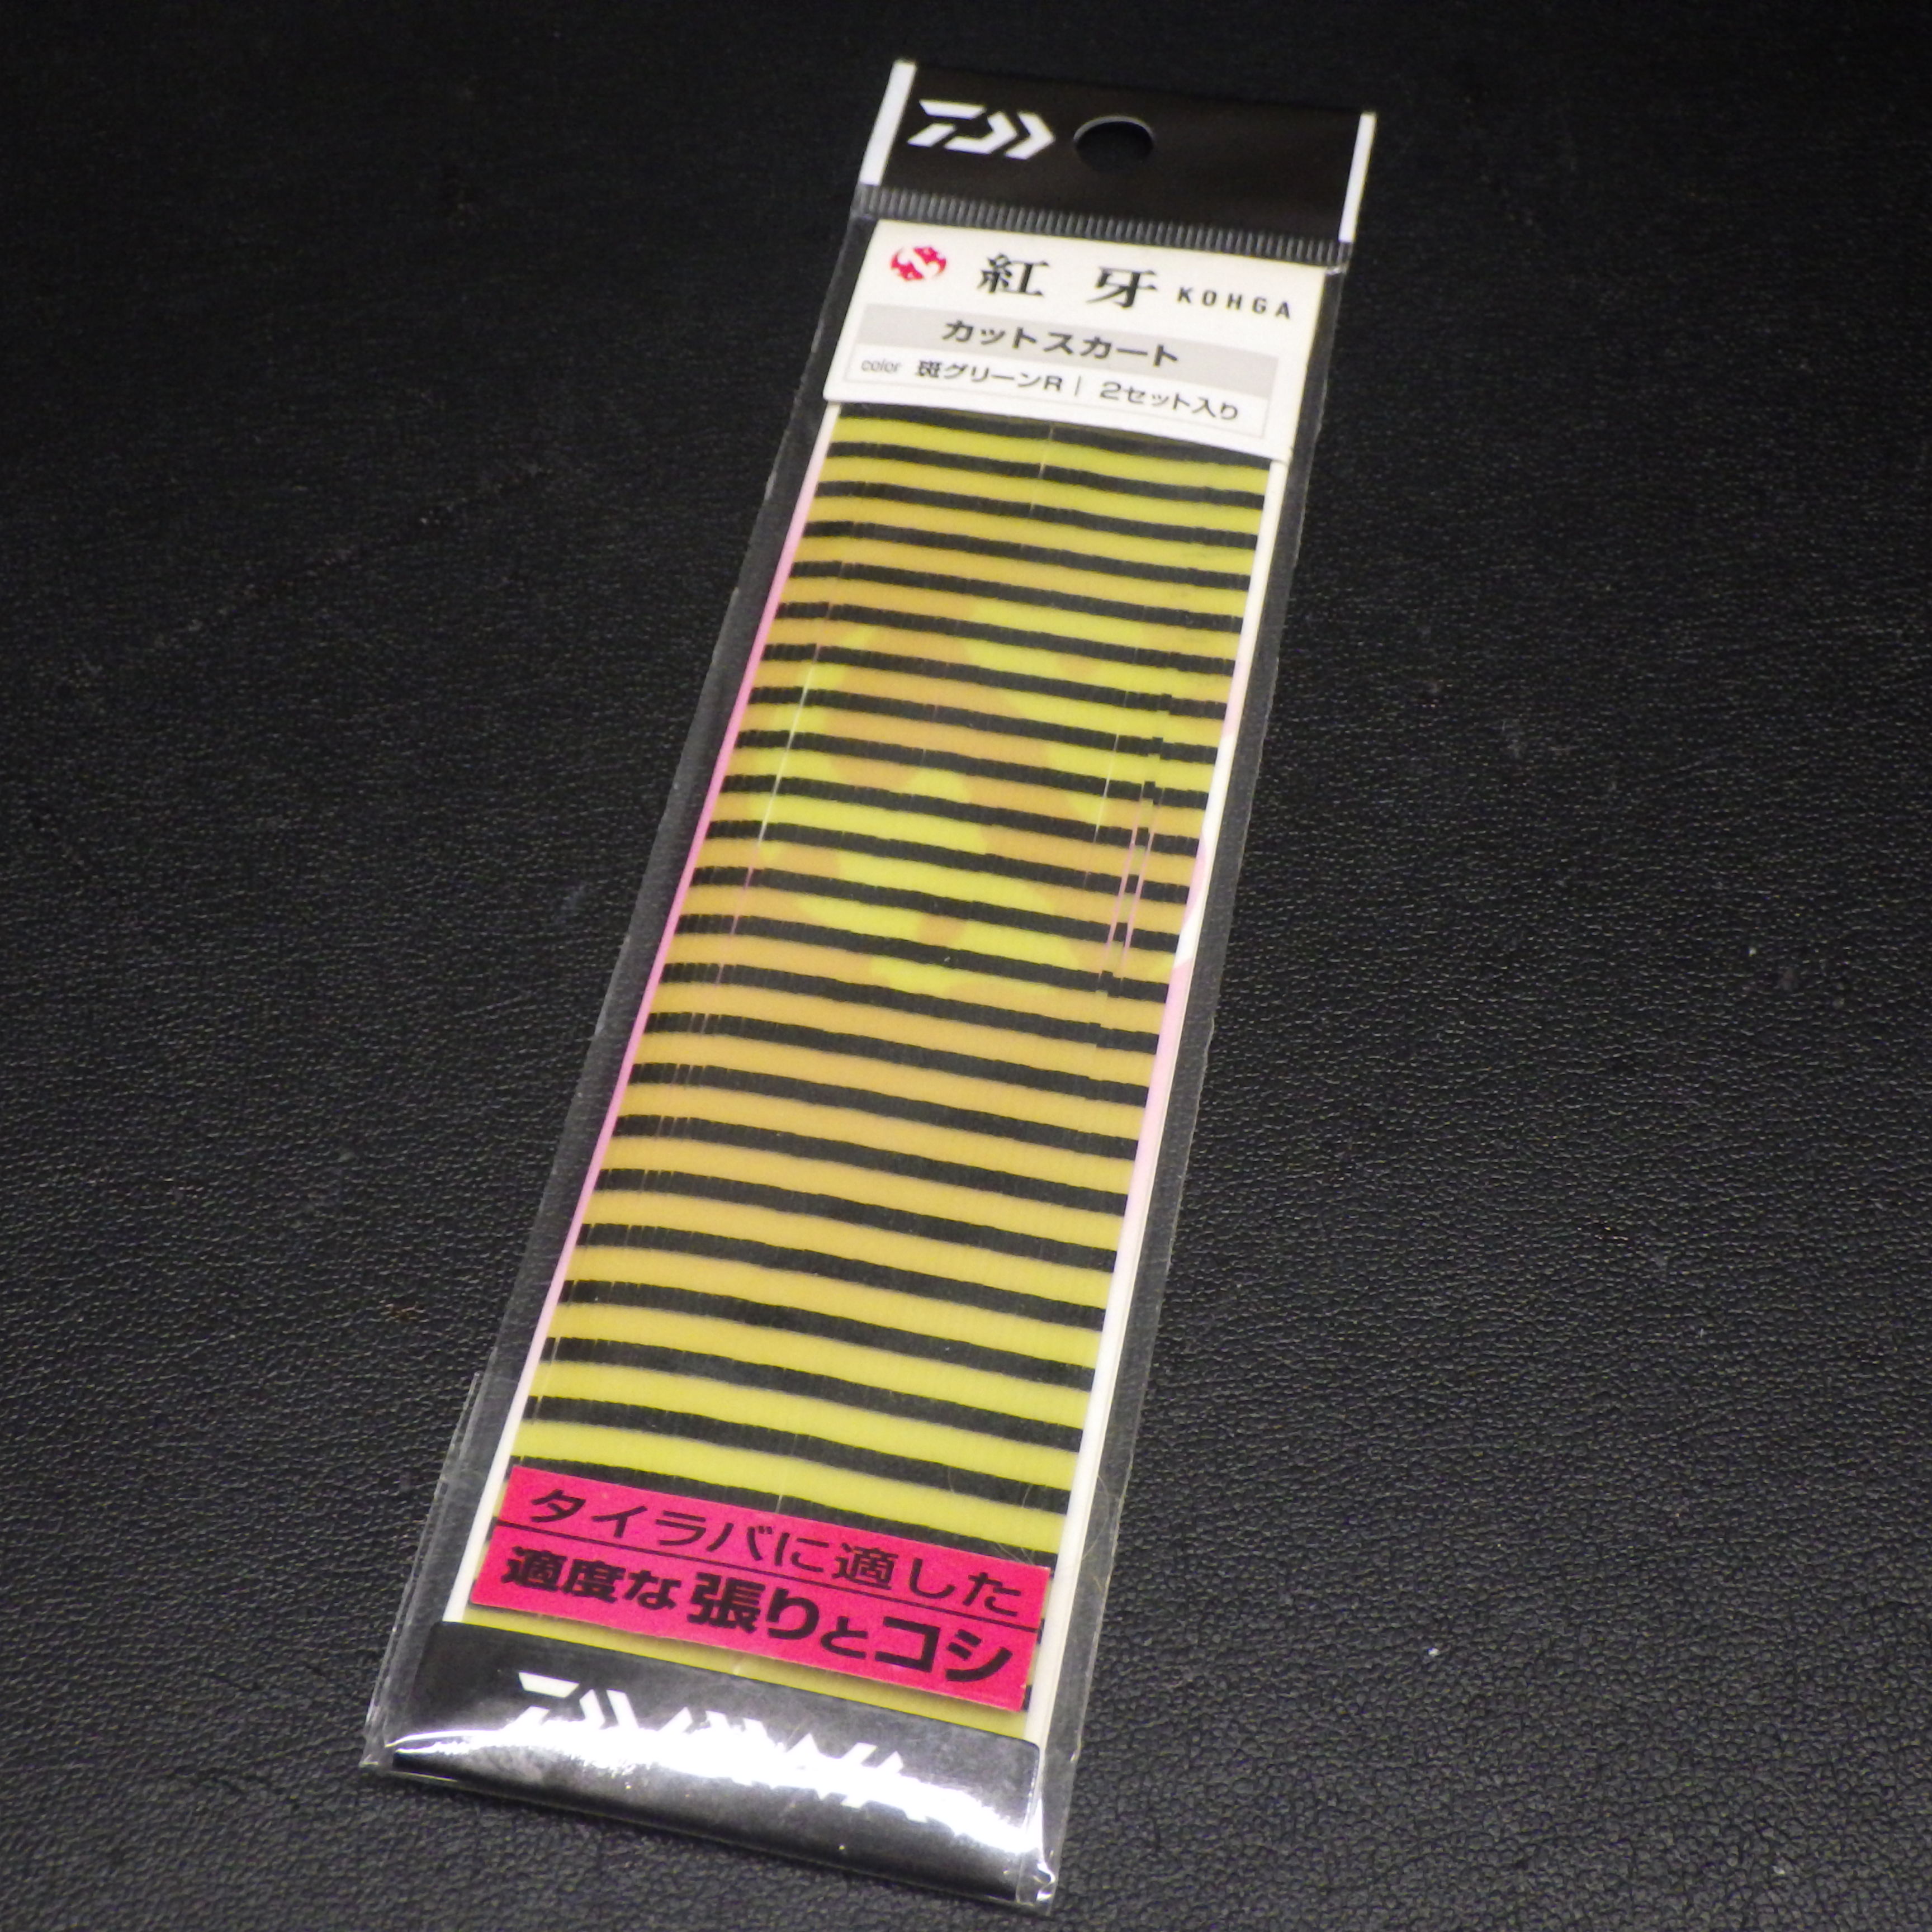 紅牙 KOHGA
カットスカート
color 斑グリーンR | 2セット入り
タイラバに適した
適度な張りとコシ
DAIWA